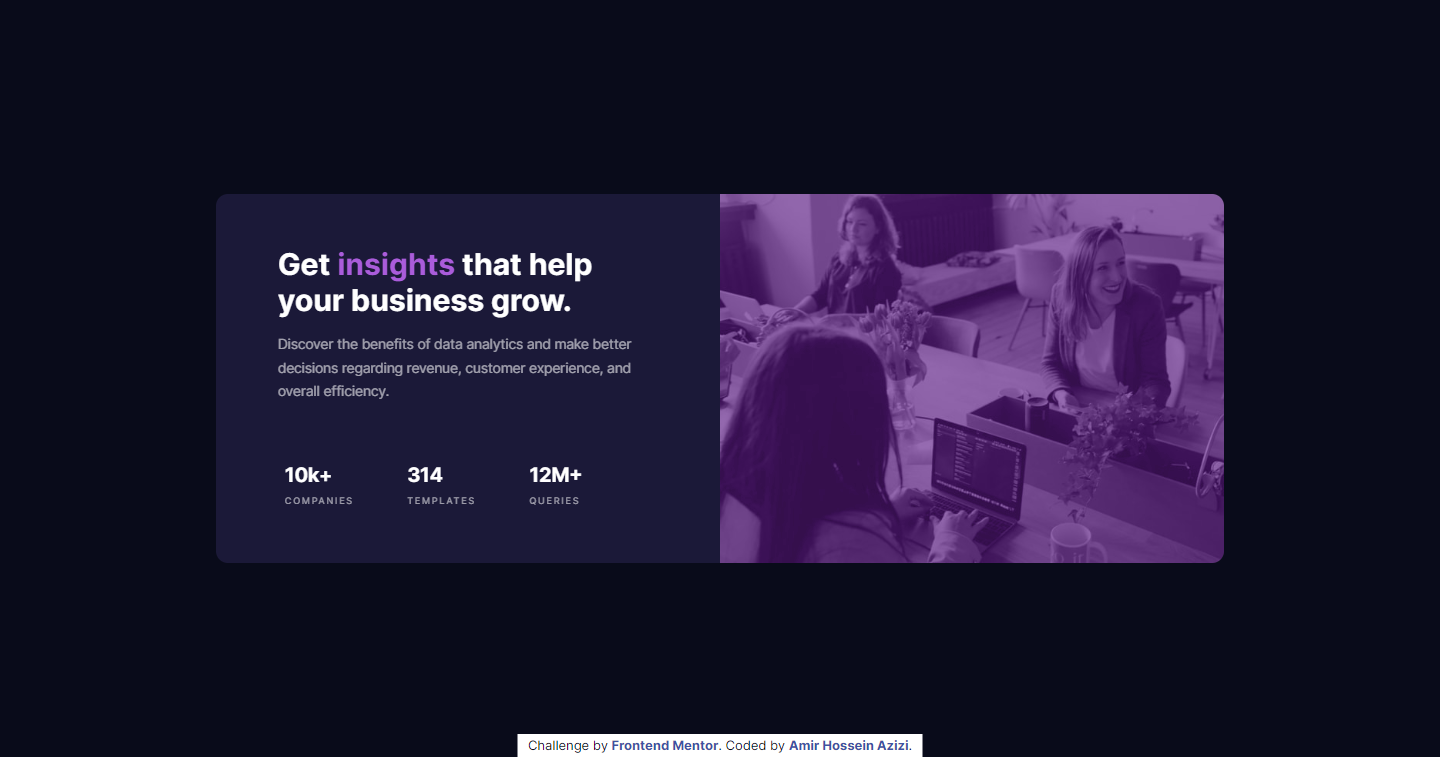 Get insights that help
your business grow.
Discover the benefits of data analytics and make better
decisions regarding revenue, customer experience, and
overall efficiency.
10k+ 314 12M+
COMPANIES TEMPLATES QUERIES
Challenge by Frontend Mentor. Coded by Amir Hossein Azizi.